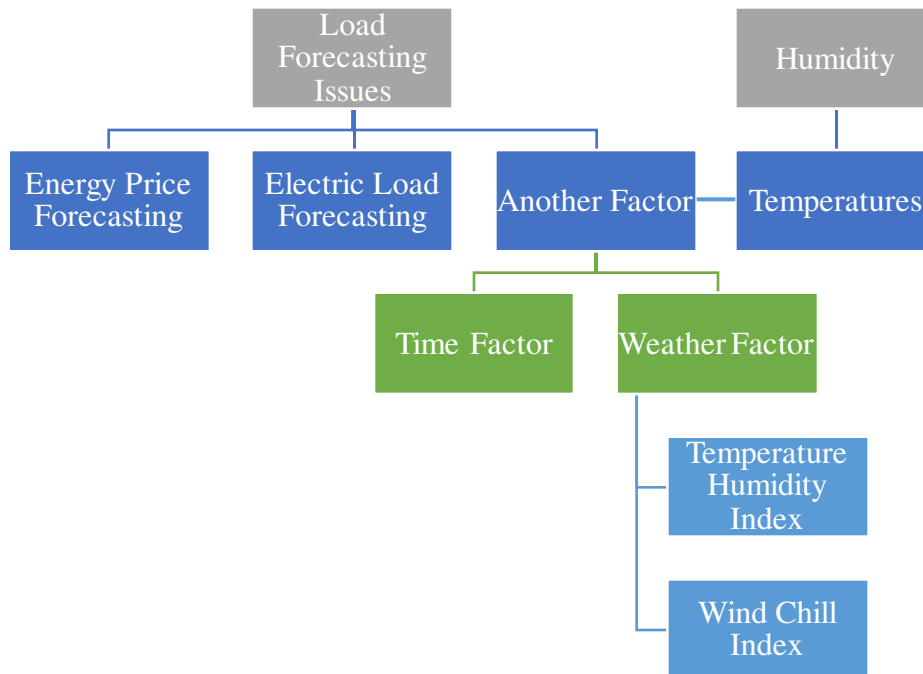 Load
Forecasting
Issues
Humidity
Energy Price
Forecasting
Electric Load
Forecasting
Another Factor
Temperatures
Time Factor
Weather Factor
Temperature
Humidity
Index
Wind Chill
Index